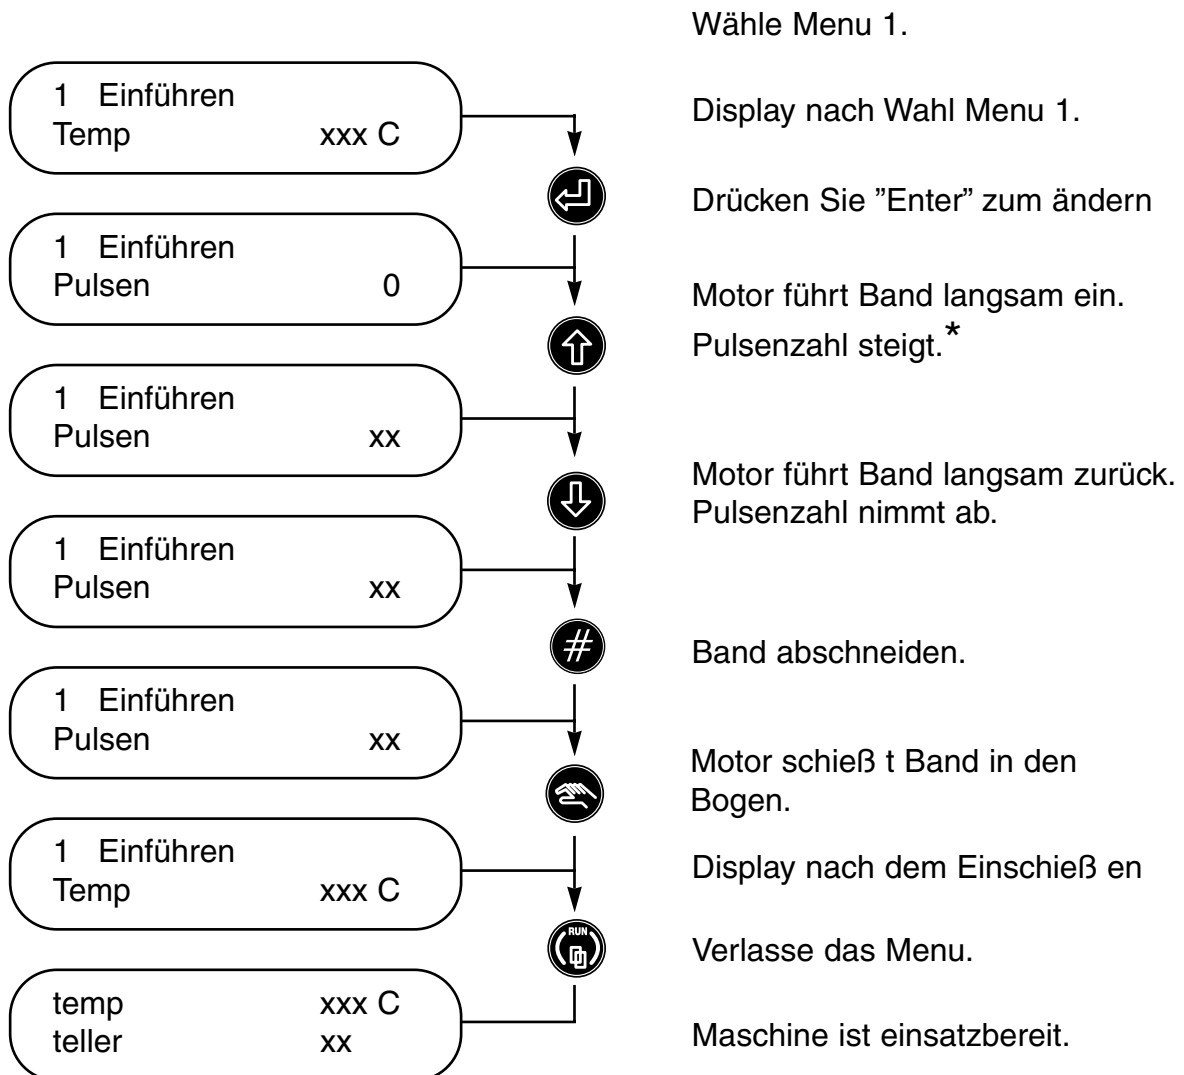 Wähle Menu 1.
1 Einführen
Temp xxx C
Display nach Wahl Menu 1.
Drücken Sie ”Enter” zum ändern
1 Einführen
Pulsen 0
Motor führt Band langsam ein.
Pulsenzahl steigt.*
1 Einführen
Pulsen xx
Motor führt Band langsam zurück.
Pulsenzahl nimmt ab.
1 Einführen
Pulsen xx
#
Band abschneiden.
1 Einführen
Pulsen xx
Motor schieß t Band in den
Bogen.
1 Einführen
Temp xxx C
Display nach dem Einschieß en
RUN
Verlasse das Menu.
temp xxx C
teller xx
Maschine ist einsatzbereit.